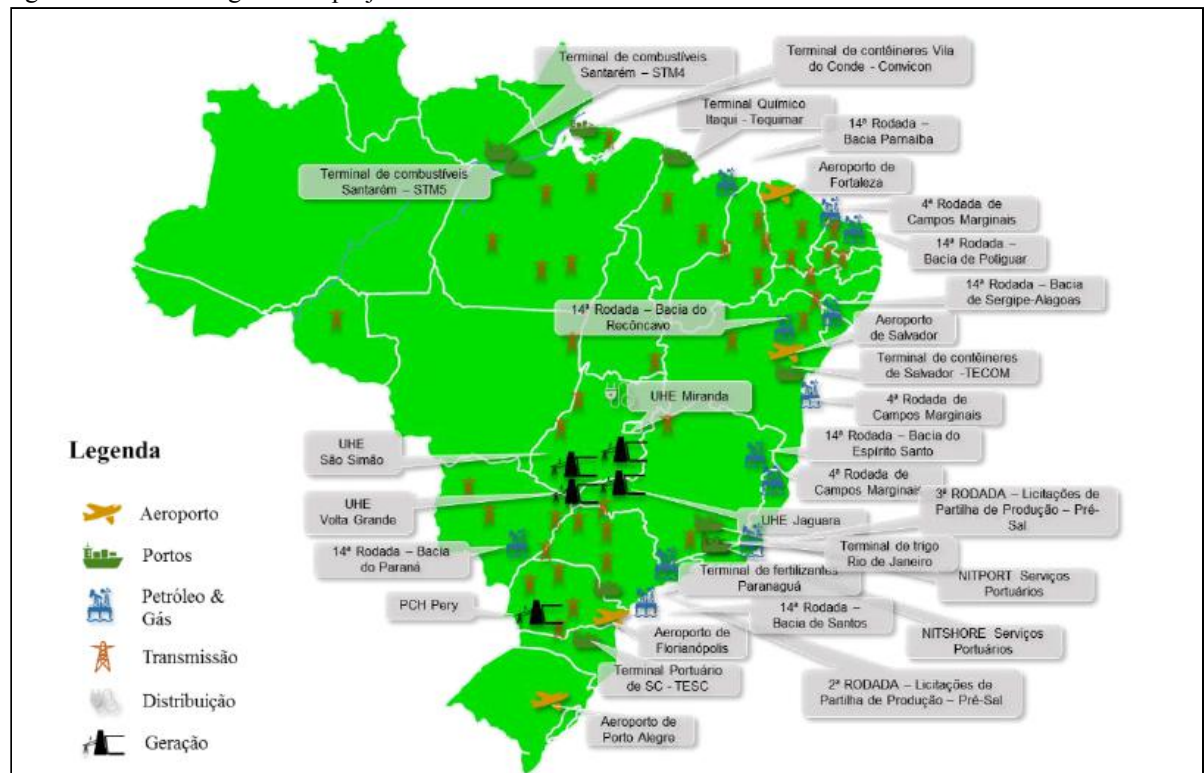 Terminal de combustíveis
Santarém – STM4
Terminal de contêineres Vila
do Conde - Convicon
Terminal Químico
Itaqui - Tequimar
14ª Rodada –
Bacia Parnaíba
Terminal de combustíveis
Santarém – STM5
Aeroporto de
Fortaleza
4ª Rodada de
Campos Marginais
14ª Rodada –
Bacia de Potiguar
14ª Rodada – Bacia
de Sergipe-Alagoas
14ª Rodada – Bacia do
Recôncavo
Aeroporto
de Salvador
Terminal de contêineres
de Salvador -TECOM
UHE Miranda
4ª Rodada de
Campos Marginais
UHE
São Simão
14ª Rodada – Bacia do
Espírito Santo
4ª Rodada de
Campos Marginais
3ª RODADA – Licitações de
Partilha de Produção – Pré-
Sal
UHE
Volta Grande
UHE Jaguara
14ª Rodada – Bacia
do Paraná
Terminal de trigo
Rio de Janeiro
Terminal de fertilizantes
Paranaguá
NITPORT Serviços
Portuários
PCH Pery
14ª Rodada –
Bacia de Santos
Aeroporto de
Florianópolis
NITSHORE Serviços
Portuários
Terminal Portuário
de SC - TESC
2ª RODADA – Licitações de
Partilha de Produção – Pré-Sal
Aeroporto de
Porto Alegre
Legenda
Aeroporto
Portos
Petróleo &
Gás
Transmissão
Distribuição
Geração